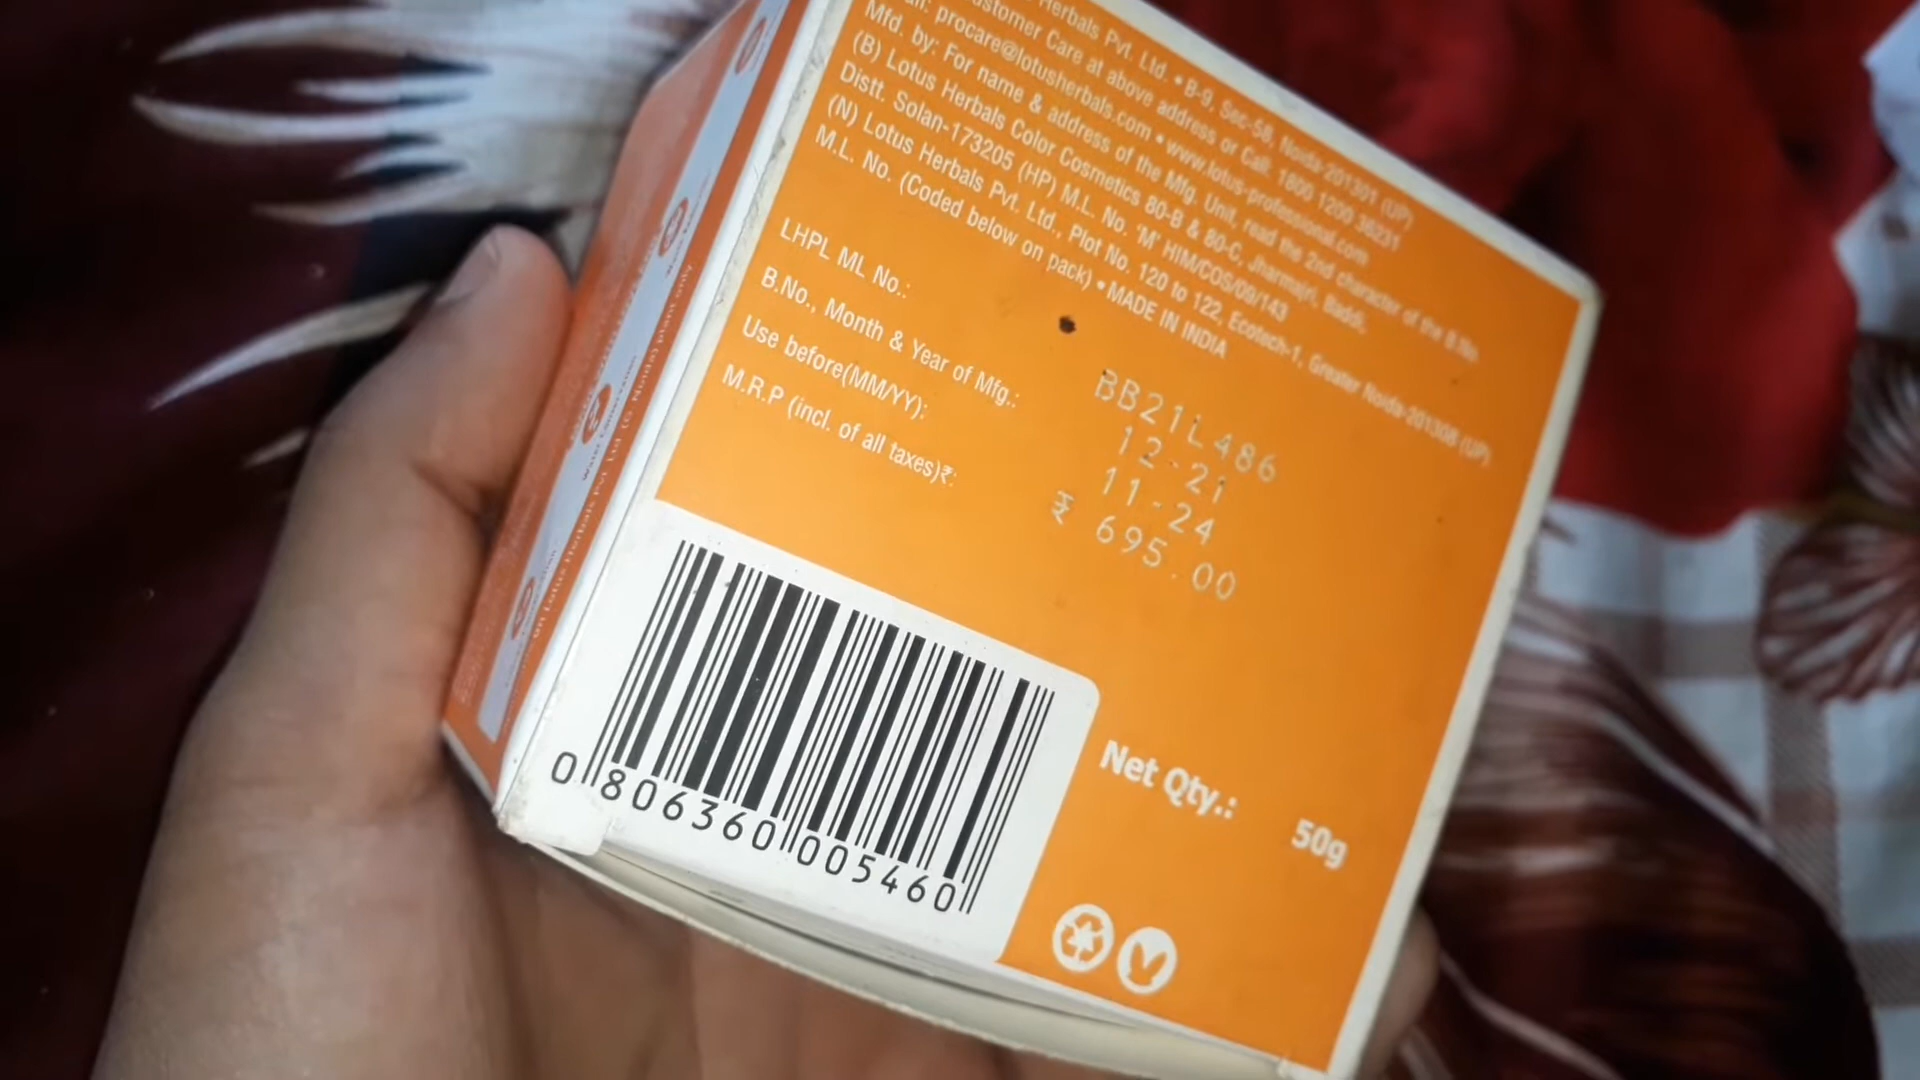 Herbals Pvt. Ltd. • B-9, Sec-58, Noida-201301 (UP)
ustomer Care at above address or Call: 1800 1200 36231
ail: procare@lotusherbals.com • www.lotus-professional.com
Mfd. by: For name & address of the Mfg. Unit, read the 2nd character of the B.No.
(B) Lotus Herbals Color Cosmetics 80-B & 80-C, Jharmajri, Baddi,
Distt. Solan-173205 (HP) M.L. No. 'M' HIM/COS/09/143
(N) Lotus Herbals Pvt. Ltd., Plot No. 120 to 122, Ecotech-1, Greater Noida-201308 (UP)
M.L. No. (Coded below on pack) • MADE IN INDIA
LHPL ML No.:
B.No., Month & Year of Mfg.:
BB21L486
12-21
Use before(MM/YY):
11-24
M.R.P (incl. of all taxes)₹:
₹ 695.00
0 806360 005460
Net Qty.: 50g